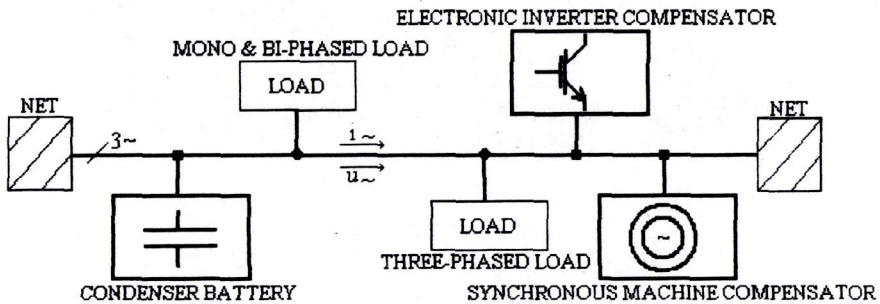 ELECTRONIC INVERTER COMPENSATOR
MONO & BI-PHASED LOAD
LOAD
NET
NET
3~
i~
u~
LOAD
THREE-PHASED LOAD
~
CONDENSER BATTERY
SYNCHRONOUS MACHINE COMPENSATOR